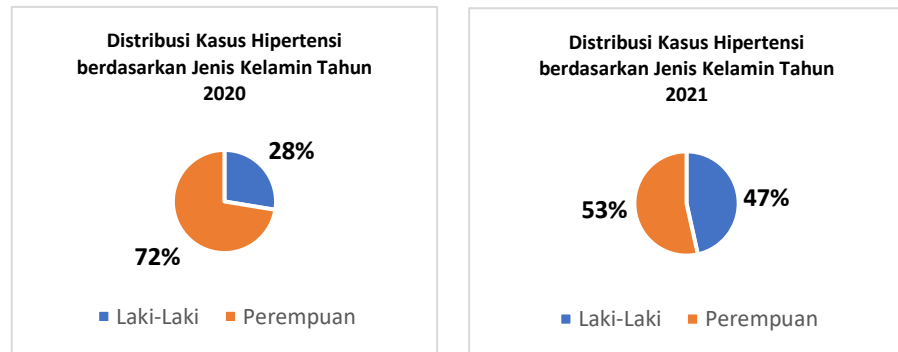 Distribusi Kasus Hipertensi
berdasarkan Jenis Kelamin Tahun
2020
28%
72%
Laki-Laki Perempuan
Distribusi Kasus Hipertensi
berdasarkan Jenis Kelamin Tahun
2021
53%
47%
Laki-Laki Perempuan